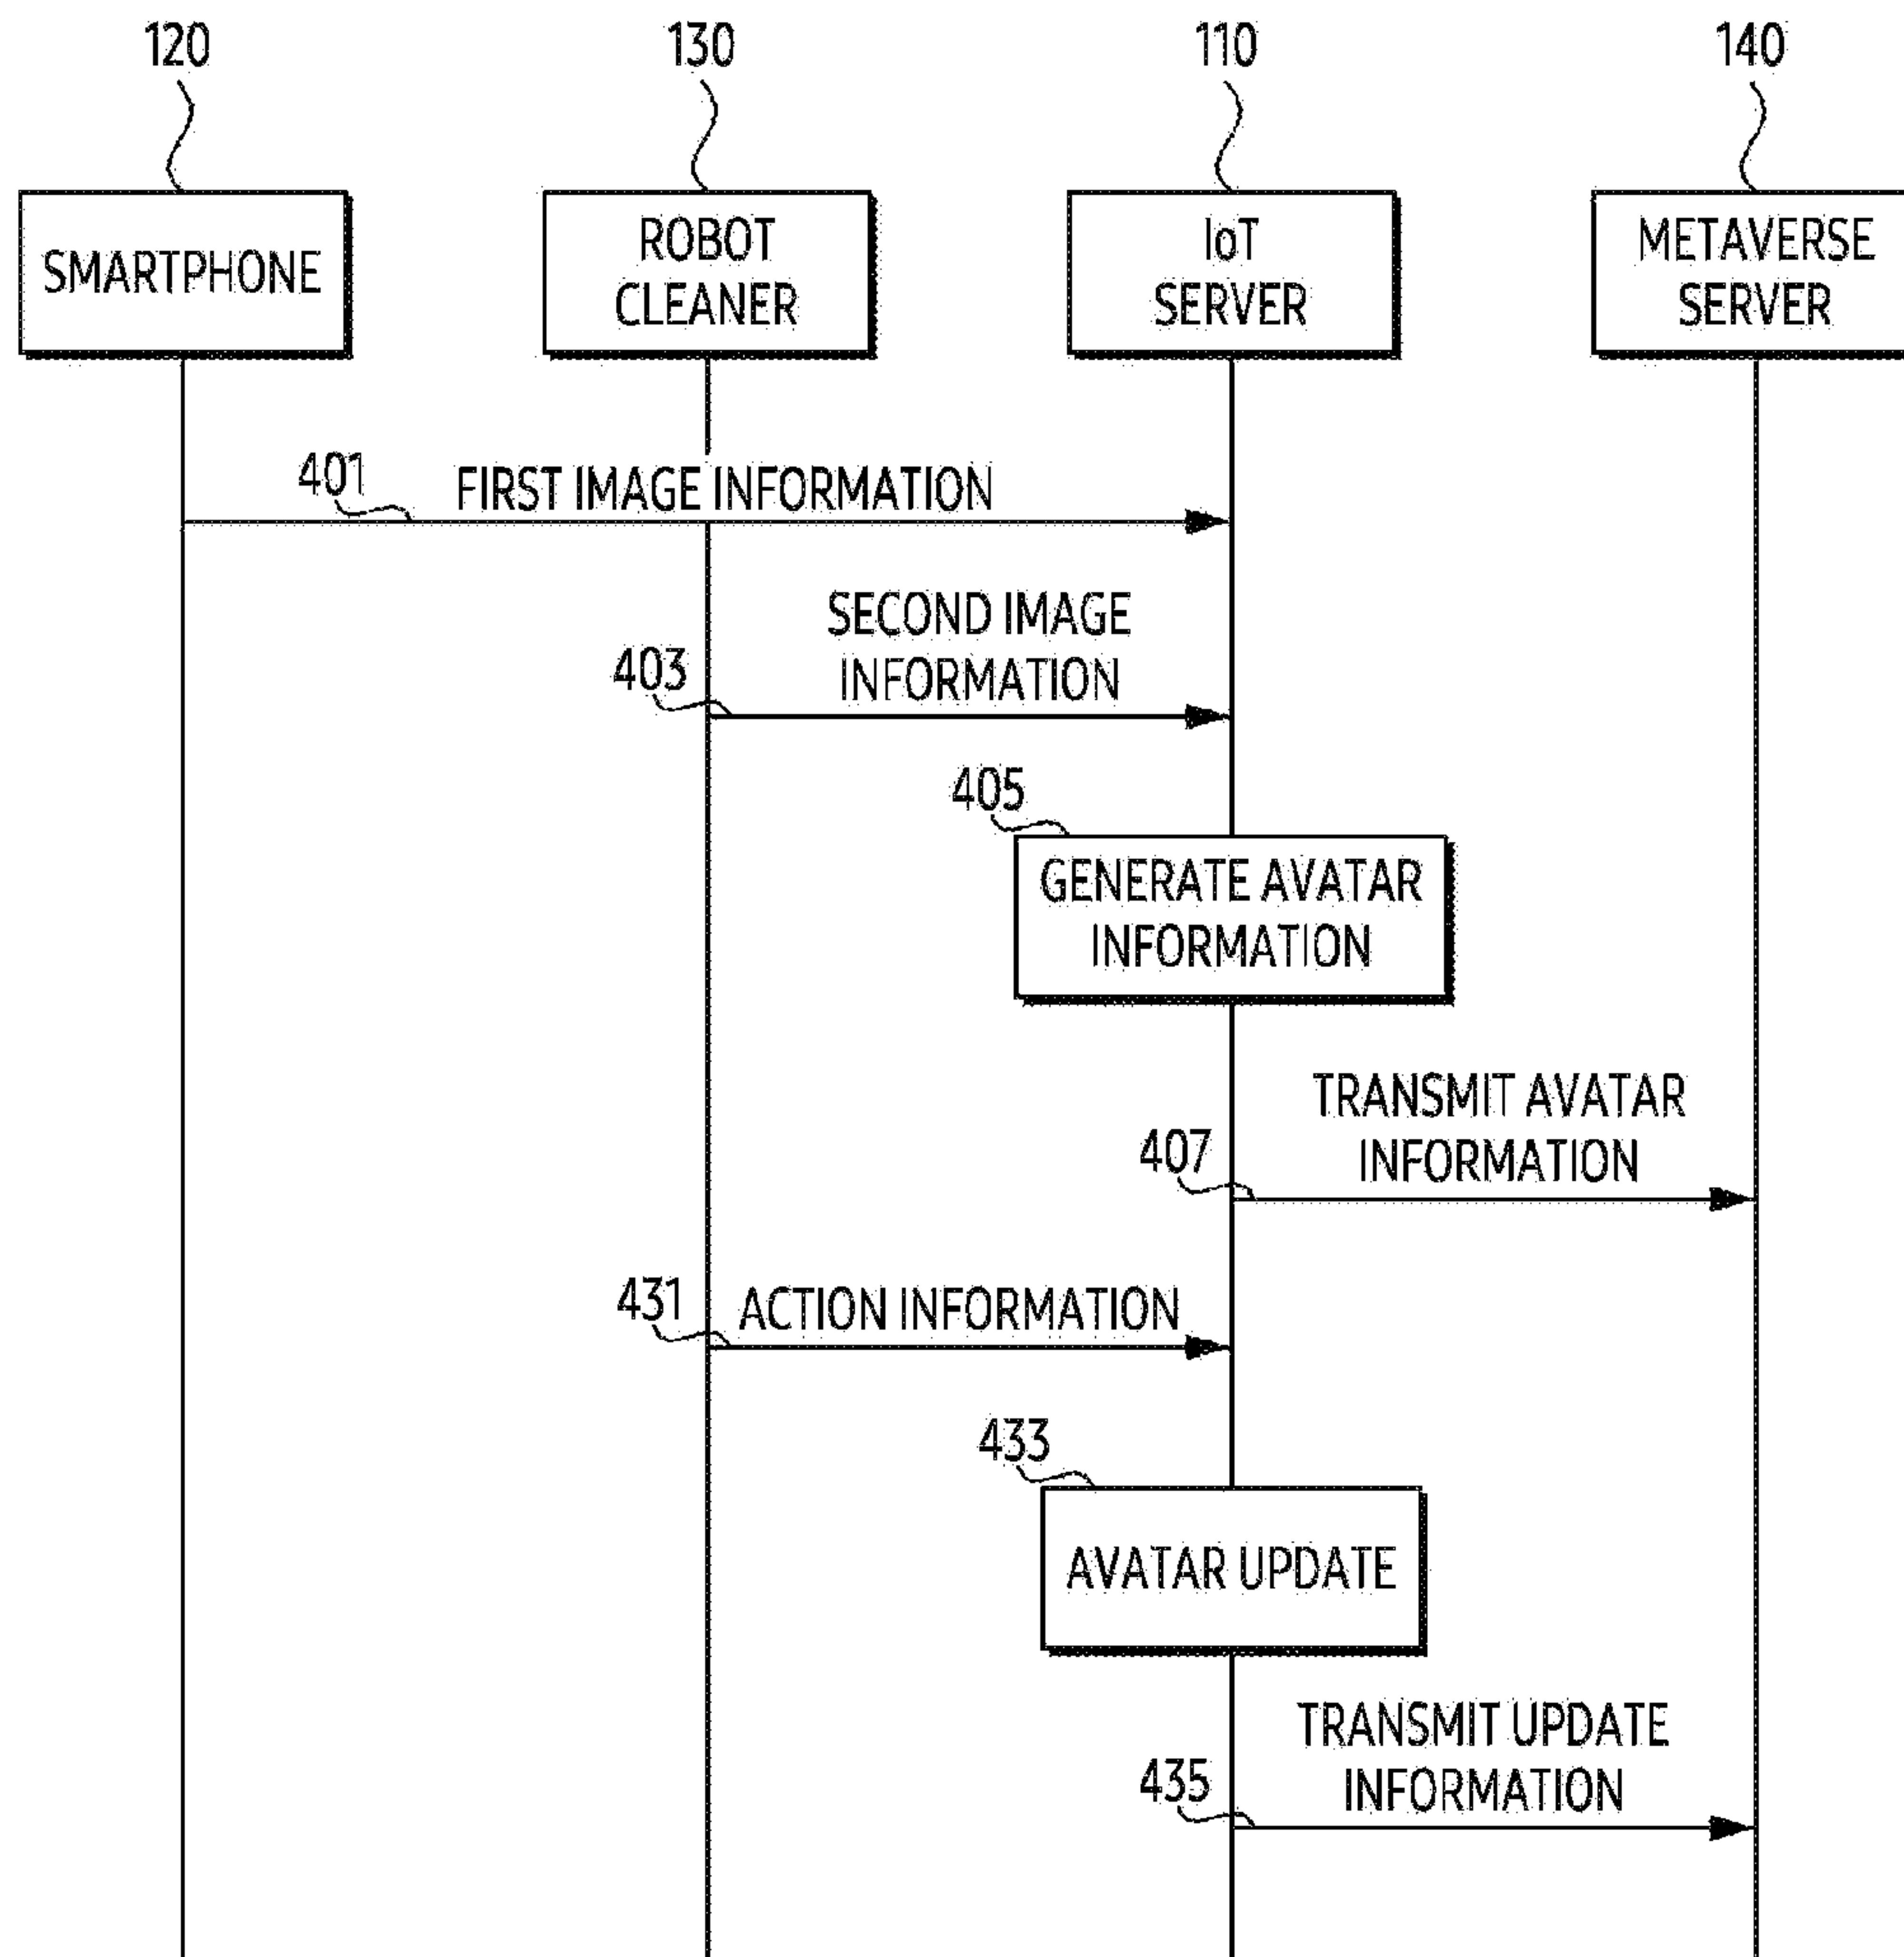 120
130
110
140
SMARTPHONE
ROBOT
CLEANER
IoT
SERVER
METAVERSE
SERVER
401
FIRST IMAGE INFORMATION
SECOND IMAGE
INFORMATION
403
405
GENERATE AVATAR
INFORMATION
TRANSMIT AVATAR
INFORMATION
407
431
ACTION INFORMATION
433
AVATAR UPDATE
TRANSMIT UPDATE
INFORMATION
435